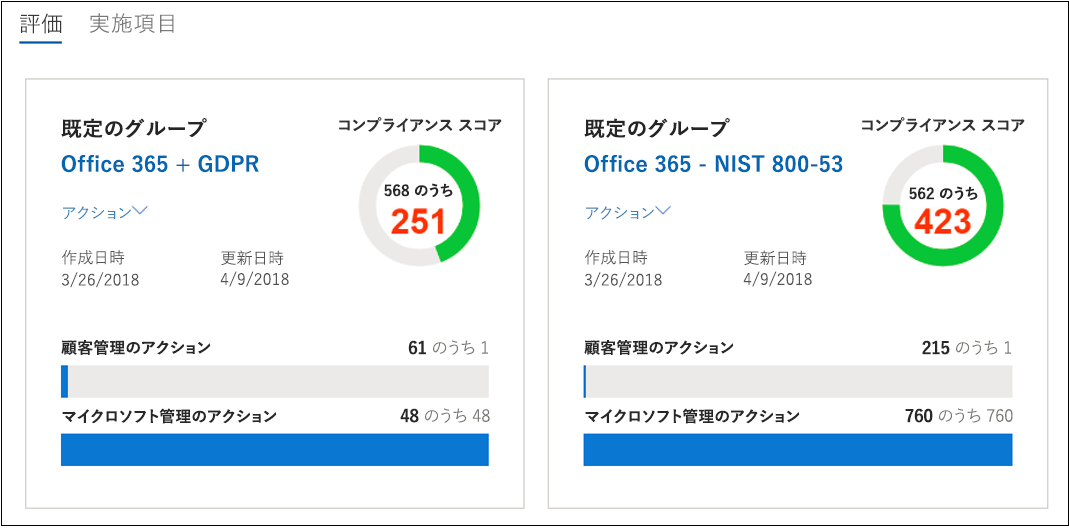 評価 実施項目
既定のグループ
Office 365 + GDPR
コンプライアンス スコア
568 のうち
251
アクション
作成日時 更新日時
3/26/2018 4/9/2018
顧客管理のアクション 61 のうち 1
マイクロソフト管理のアクション 48 のうち 48
既定のグループ
Office 365 - NIST 800-53
コンプライアンス スコア
562 のうち
423
アクション
作成日時 更新日時
3/26/2018 4/9/2018
顧客管理のアクション 215 のうち 1
マイクロソフト管理のアクション 760 のうち 760